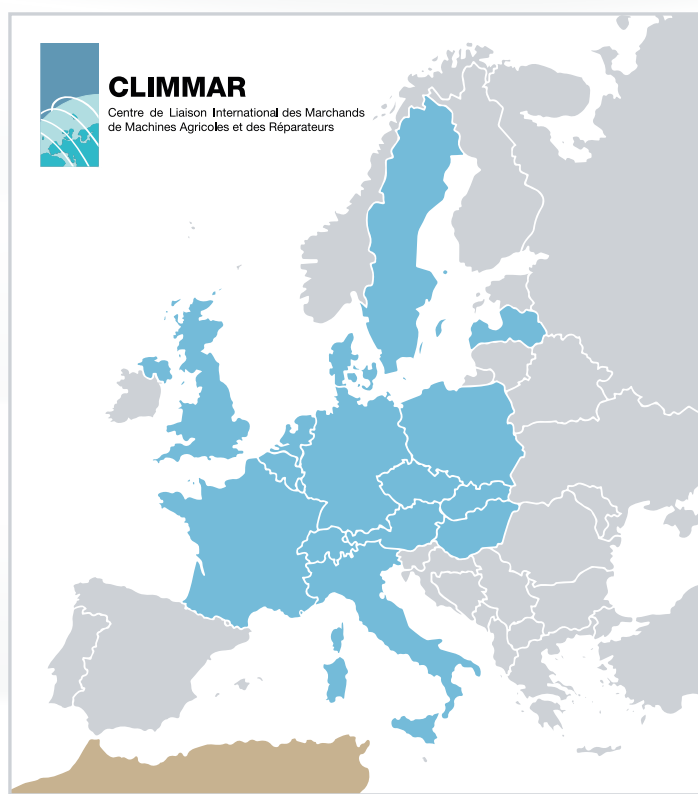 CLIMMAR
Centre de Liaison International des Marchands
de Machines Agricoles et des Réparateurs